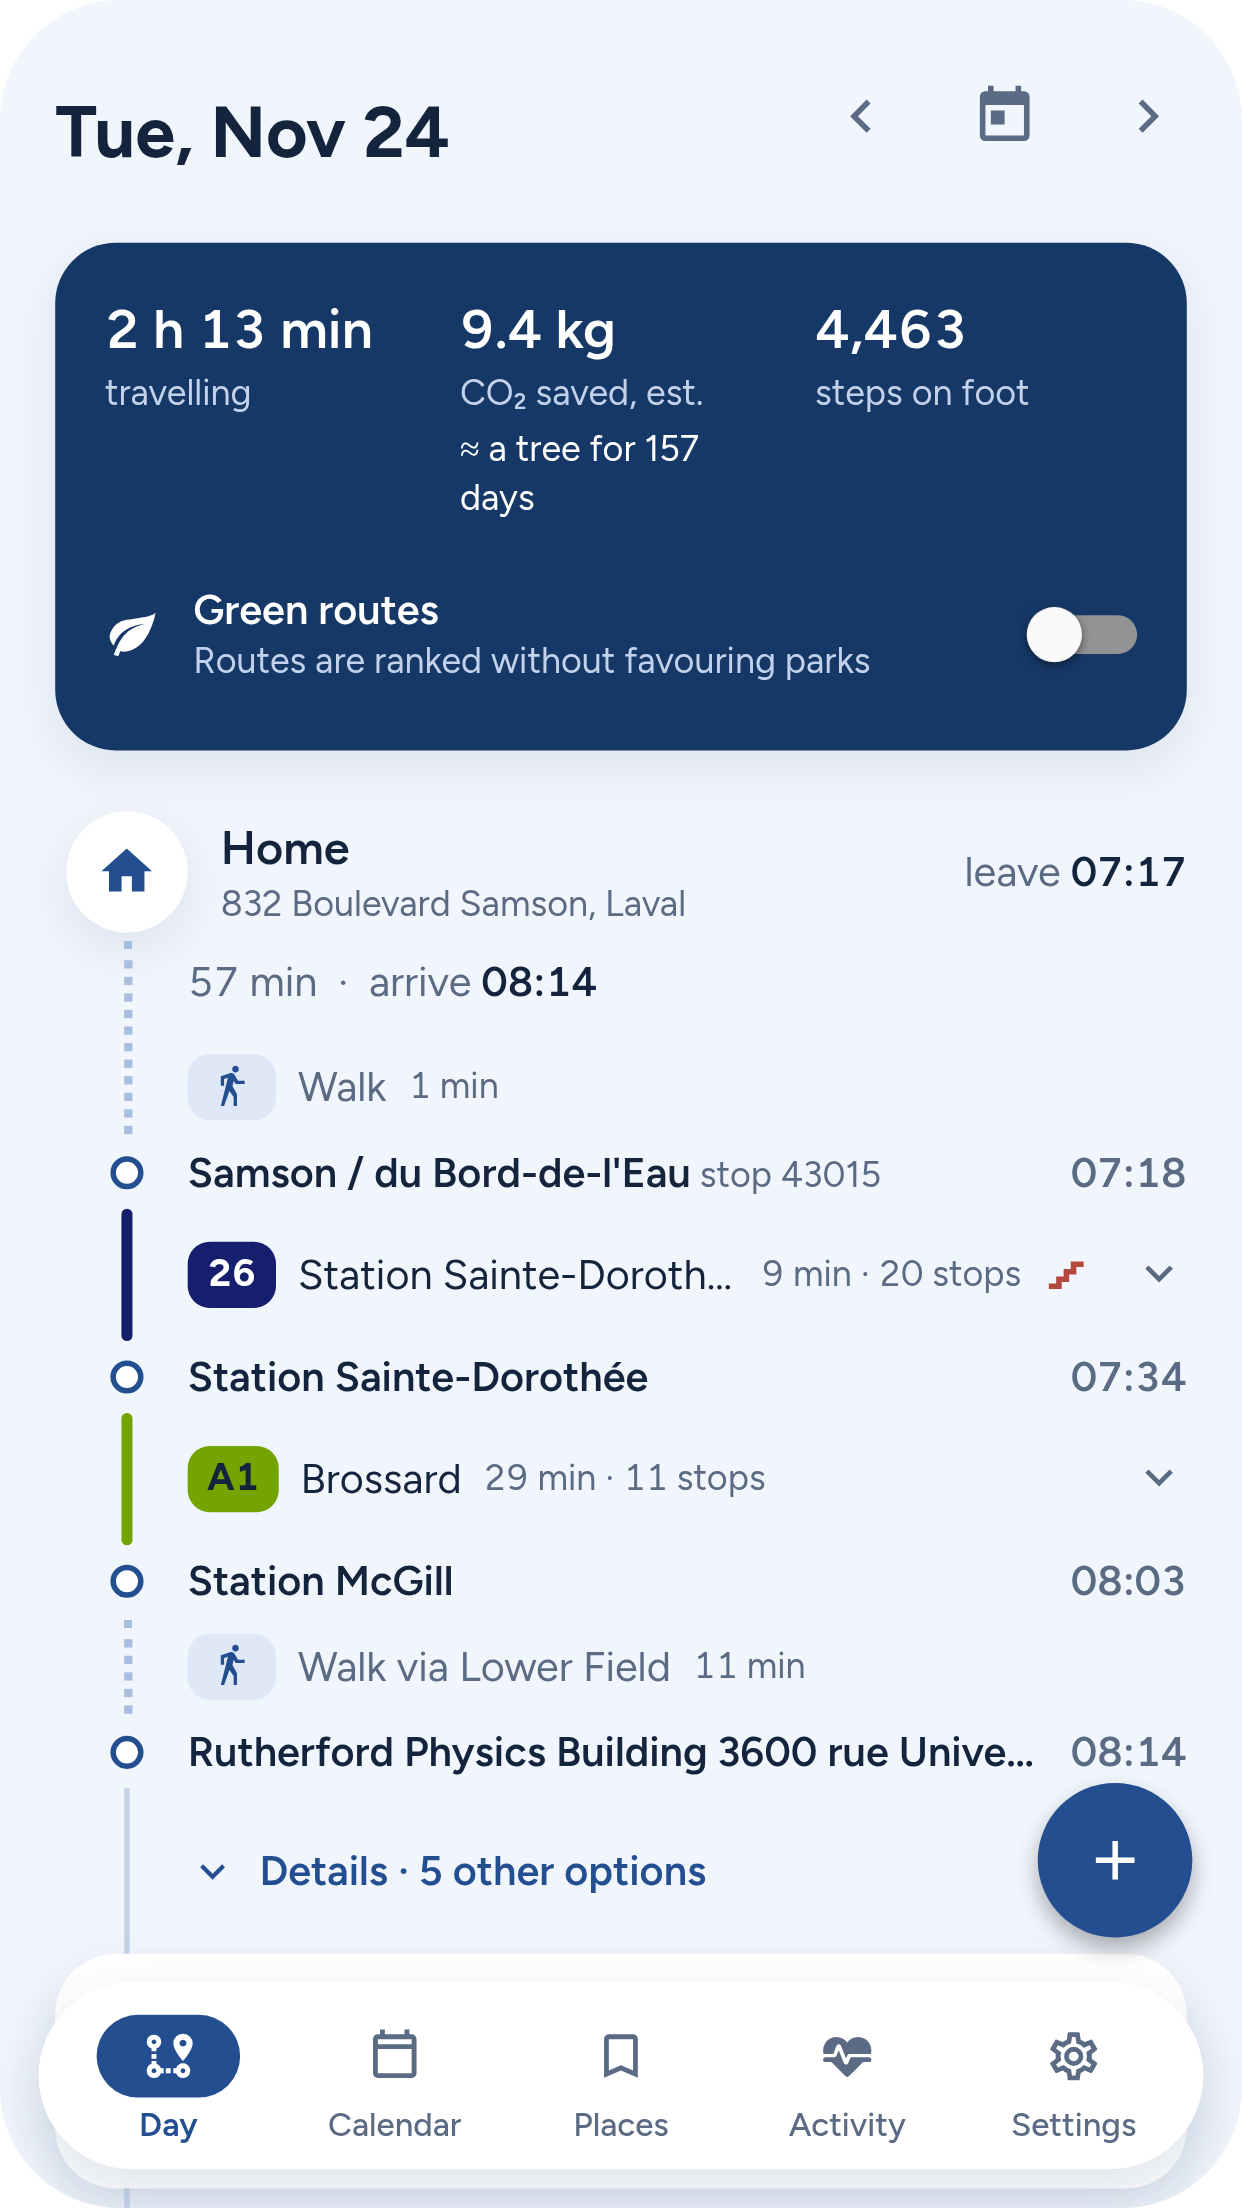 Tue, Nov 24
2 h 13 min
travelling
9.4 kg
CO₂ saved, est.
≈ a tree for 157
days
4,463
steps on foot
Green routes
Routes are ranked without favouring parks
Home
832 Boulevard Samson, Laval
leave 07:17
57 min · arrive 08:14
Walk 1 min
Samson / du Bord-de-l'Eau stop 43015 07:18
26 Station Sainte-Doroth... 9 min · 20 stops
Station Sainte-Dorothée 07:34
A1 Brossard 29 min · 11 stops
Station McGill 08:03
Walk via Lower Field 11 min
Rutherford Physics Building 3600 rue Unive... 08:14
Details · 5 other options
Day Calendar Places Activity Settings